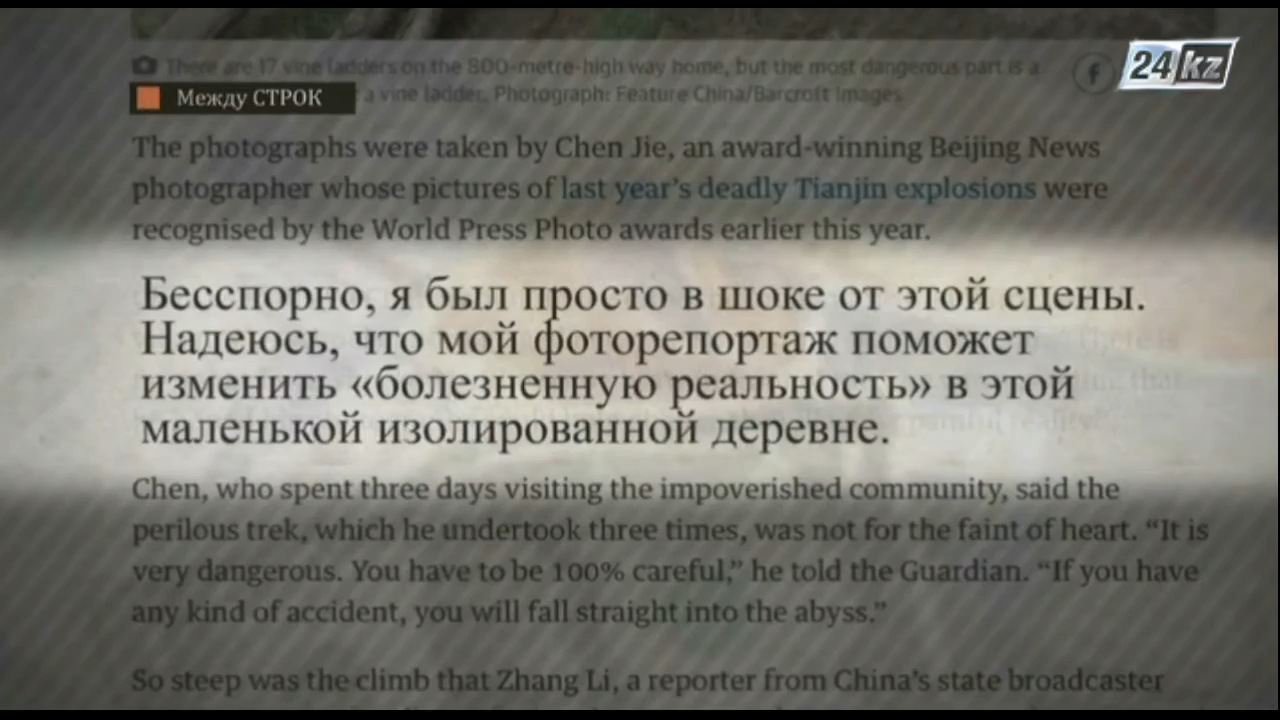 There are 17 vine ladders on the 800-metre-high way home, but the most dangerous part is a
24 kz
Между СТРОК
a vine ladder. Photograph: Feature China/Barcroft Images
The photographs were taken by Chen Jie, an award-winning Beijing News
photographer whose pictures of last year’s deadly Tianjin explosions were
recognised by the World Press Photo awards earlier this year.
Бесспорно, я был просто в шоке от этой сцены.
Надеюсь, что мой фоторепортаж поможет
изменить «болезненную реальность» в этой
маленькой изолированной деревне.
Chen, who spent three days visiting the impoverished community, said the
perilous trek, which he undertook three times, was not for the faint of heart. “It is
very dangerous. You have to be 100% careful,” he told the Guardian. “If you have
any kind of accident, you will fall straight into the abyss.”
So steep was the climb that Zhang Li, a reporter from China’s state broadcaster